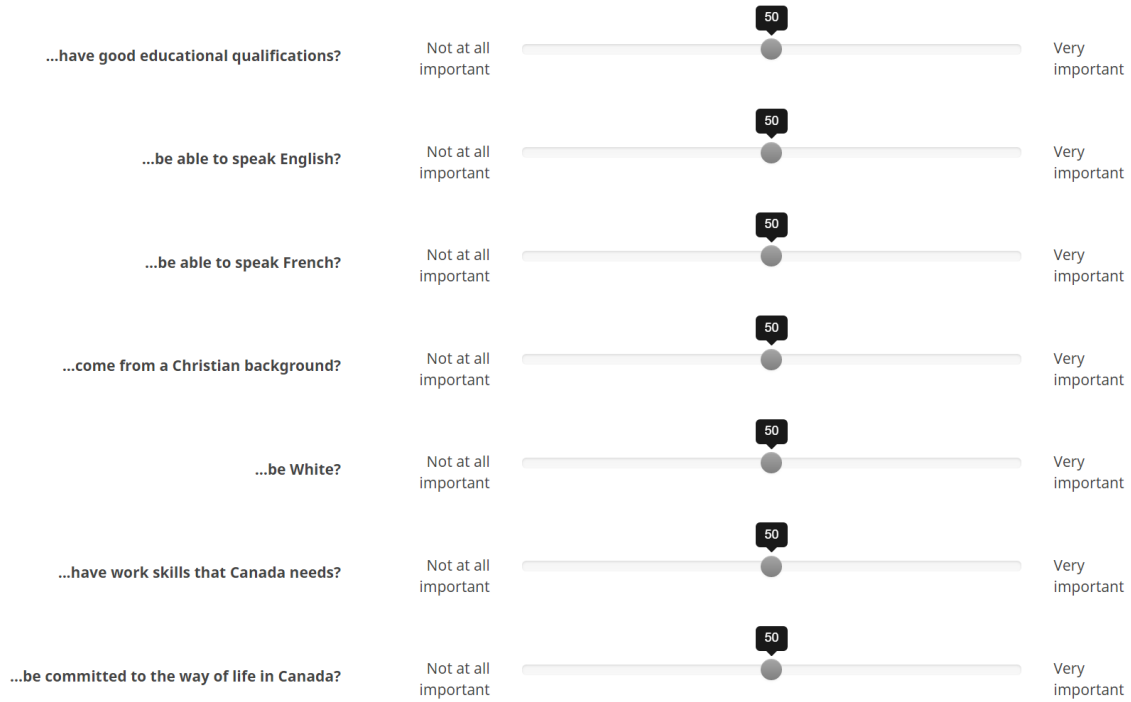 50
...have good educational qualifications?
Not at all important
Very important
50
...be able to speak English?
Not at all important
Very important
50
...be able to speak French?
Not at all important
Very important
50
...come from a Christian background?
Not at all important
Very important
50
...be White?
Not at all important
Very important
50
...have work skills that Canada needs?
Not at all important
Very important
50
...be committed to the way of life in Canada?
Not at all important
Very important